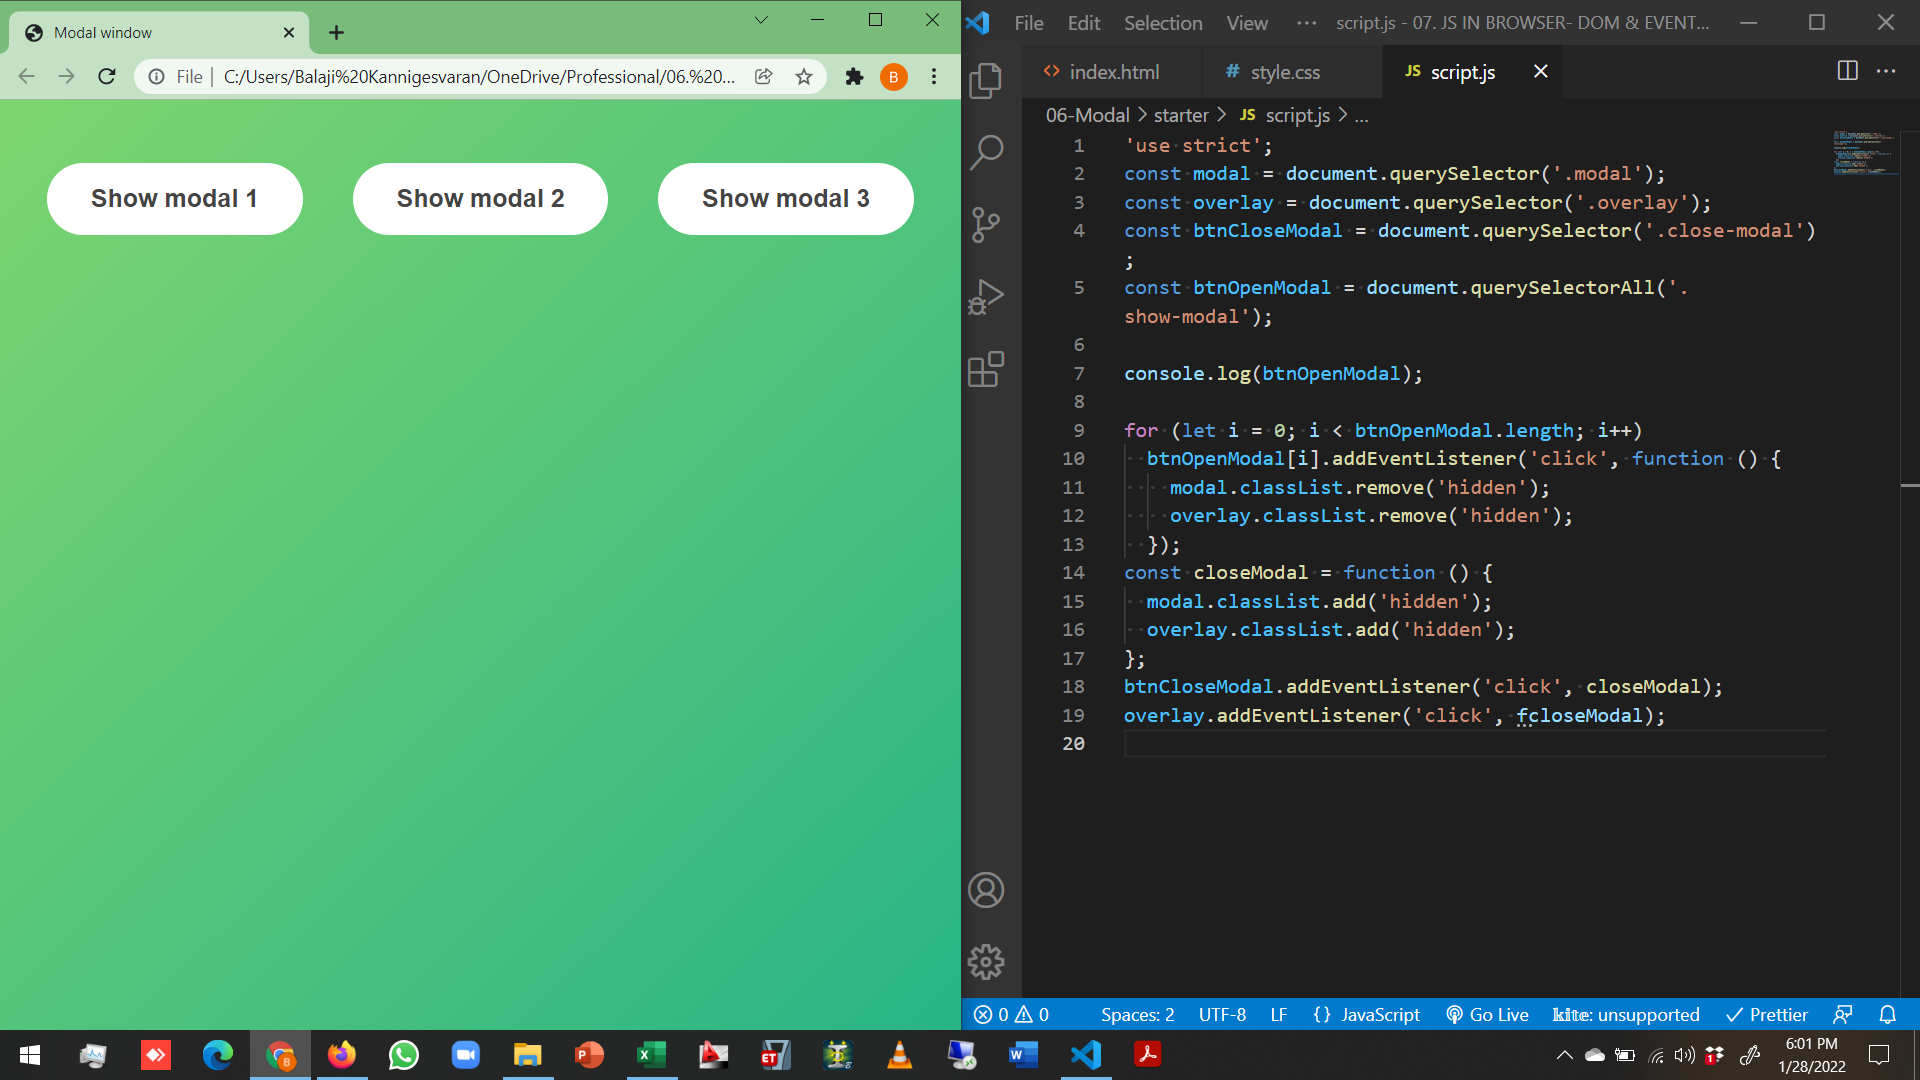 Modal window
File
C:/Users/Balaji%20Kannigesvaran/OneDrive/Professional/06.%20...
B
Show modal 1
Show modal 2
Show modal 3
File Edit Selection View ··· script.js - 07. JS IN BROWSER- DOM & EVENT...
<> index.html
# style.css
JS script.js
06-Modal > starter > JS script.js > ...
1 'use strict';
2 const modal = document.querySelector('.modal');
3 const overlay = document.querySelector('.overlay');
4 const btnCloseModal = document.querySelector('.close-modal')
;
5 const btnOpenModal = document.querySelectorAll('.
show-modal');
6
7 console.log(btnOpenModal);
8
9 for (let i = 0; i < btnOpenModal.length; i++)
10 btnOpenModal[i].addEventListener('click', function () {
11 modal.classList.remove('hidden');
12 overlay.classList.remove('hidden');
13 });
14 const closeModal = function () {
15 modal.classList.add('hidden');
16 overlay.classList.add('hidden');
17 };
18 btnCloseModal.addEventListener('click', closeModal);
19 overlay.addEventListener('click', fcloseModal);
20
0 0 Spaces: 2 UTF-8 LF {} JavaScript Go Live kite: unsupported Prettier
6:01 PM
1/28/2022